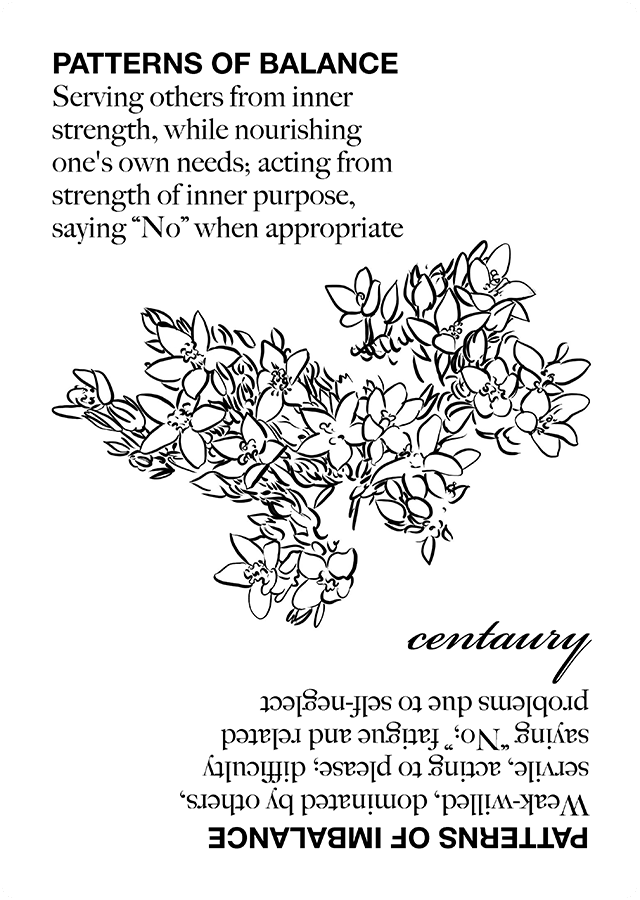 PATTERNS OF BALANCE
Serving others from inner
strength, while nourishing
one's own needs; acting from
strength of inner purpose,
saying “No” when appropriate
centaury
PATTERNS OF IMBALANCE
Weak-willed, dominated by others,
servile, acting to please; difficulty
saying “No;” fatigue and related
problems due to self-neglect